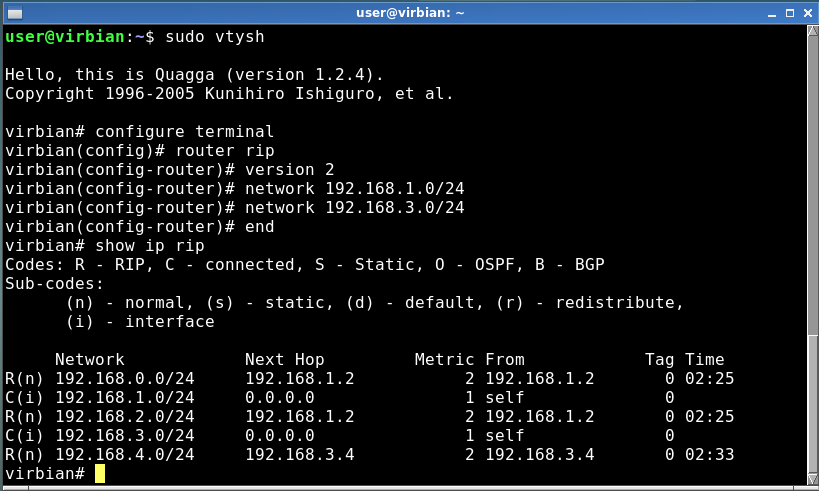 user@virbian: ~
user@virbian:~$ sudo vtysh
Hello, this is Quagga (version 1.2.4).
Copyright 1996-2005 Kunihiro Ishiguro, et al.
virbian# configure terminal
virbian(config)# router rip
virbian(config-router)# version 2
virbian(config-router)# network 192.168.1.0/24
virbian(config-router)# network 192.168.3.0/24
virbian(config-router)# end
virbian# show ip rip
Codes: R - RIP, C - connected, S - Static, O - OSPF, B - BGP
Sub-codes:
      (n) - normal, (s) - static, (d) - default, (r) - redistribute,
      (i) - interface
     Network            Next Hop         Metric From            Tag Time
R(n) 192.168.0.0/24     192.168.1.2           2 192.168.1.2       0 02:25
C(i) 192.168.1.0/24     0.0.0.0               1 self              0
R(n) 192.168.2.0/24     192.168.1.2           2 192.168.1.2       0 02:25
C(i) 192.168.3.0/24     0.0.0.0               1 self              0
R(n) 192.168.4.0/24     192.168.3.4           2 192.168.3.4       0 02:33
virbian#